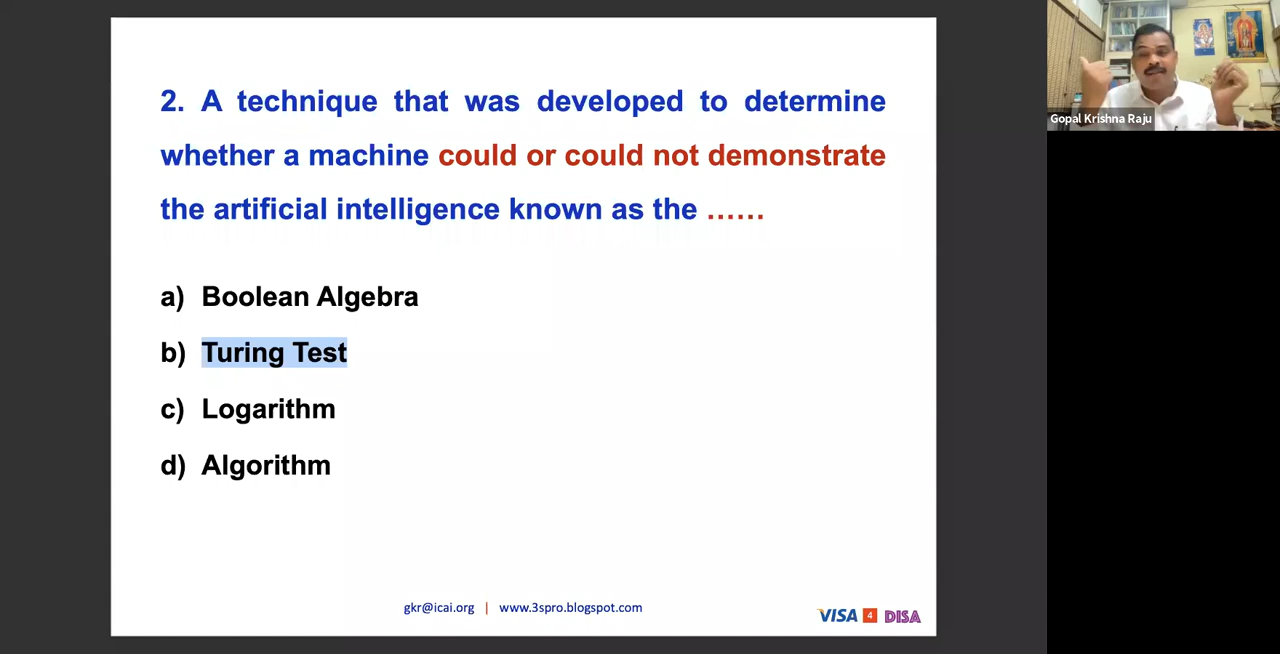 2. A technique that was developed to determine
whether a machine could or could not demonstrate
the artificial intelligence known as the ......
a) Boolean Algebra
b) Turing Test
c) Logarithm
d) Algorithm
gkr@icai.org | www.3spro.blogspot.com
VISA 4 DISA
Gopal Krishna Raju